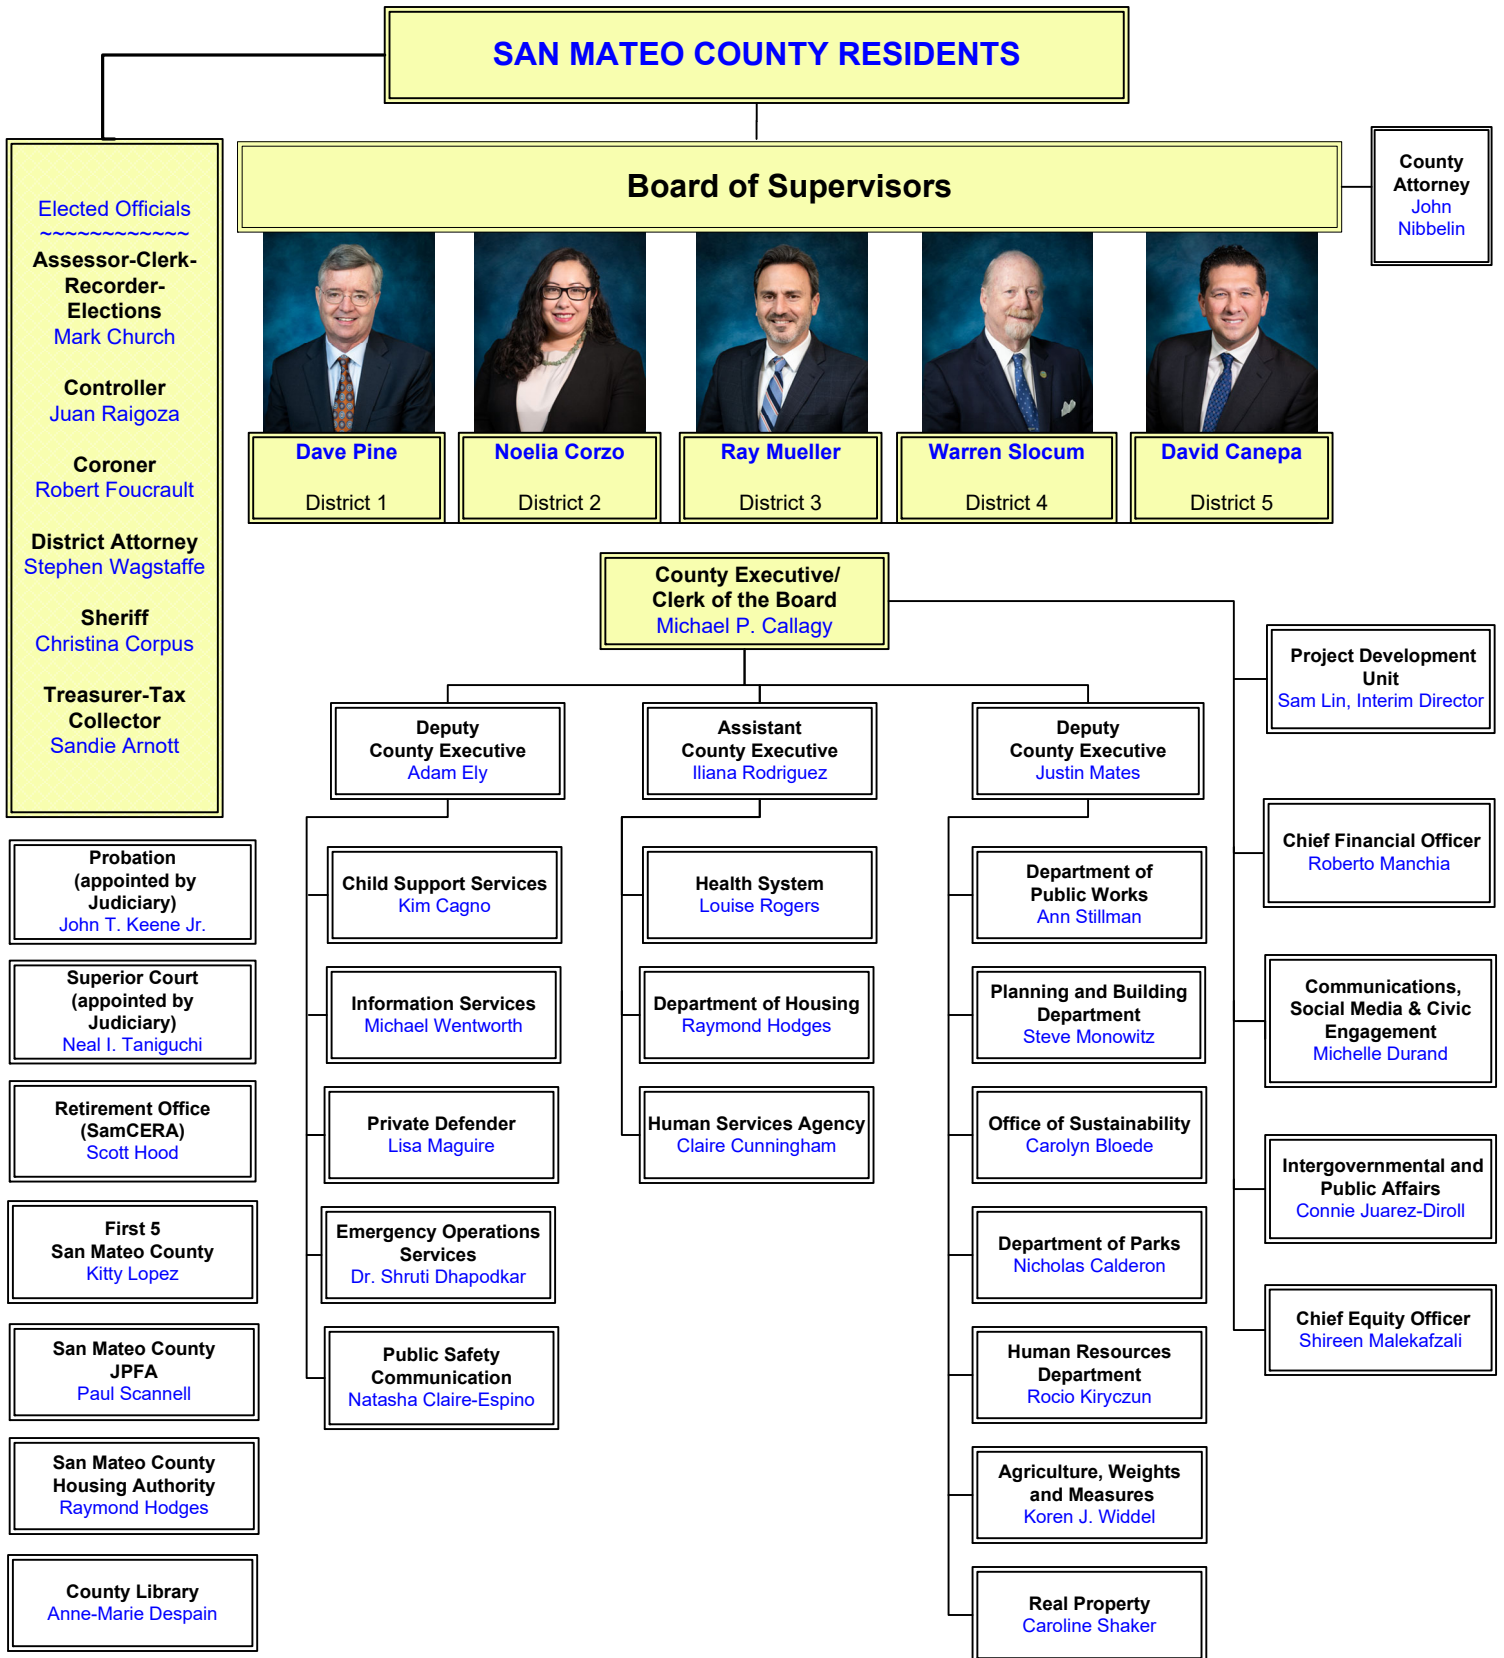 SAN MATEO COUNTY RESIDENTS
Board of Supervisors
County
Attorney
John
Nibbelin
Elected Officials
~~~~~~~~~~~~
Assessor-Clerk-
Recorder-
Elections
Mark Church
Controller
Juan Raigoza
Coroner
Robert Foucrault
District Attorney
Stephen Wagstaffe
Sheriff
Christina Corpus
Treasurer-Tax
Collector
Sandie Arnott
Dave Pine
District 1
Noelia Corzo
District 2
Ray Mueller
District 3
Warren Slocum
District 4
David Canepa
District 5
County Executive/
Clerk of the Board
Michael P. Callagy
Deputy
County Executive
Adam Ely
Assistant
County Executive
Iliana Rodriguez
Deputy
County Executive
Justin Mates
Project Development
Unit
Sam Lin, Interim Director
Chief Financial Officer
Roberto Manchia
Communications,
Social Media & Civic
Engagement
Michelle Durand
Intergovernmental and
Public Affairs
Connie Juarez-Diroll
Chief Equity Officer
Shireen Malekafzali
Probation
(appointed by
Judiciary)
John T. Keene Jr.
Superior Court
(appointed by
Judiciary)
Neal I. Taniguchi
Retirement Office
(SamCERA)
Scott Hood
First 5
San Mateo County
Kitty Lopez
San Mateo County
JPFA
Paul Scannell
San Mateo County
Housing Authority
Raymond Hodges
County Library
Anne-Marie Despain
Child Support Services
Kim Cagno
Information Services
Michael Wentworth
Private Defender
Lisa Maguire
Emergency Operations
Services
Dr. Shruti Dhapodkar
Public Safety
Communication
Natasha Claire-Espino
Health System
Louise Rogers
Department of Housing
Raymond Hodges
Human Services Agency
Claire Cunningham
Department of
Public Works
Ann Stillman
Planning and Building
Department
Steve Monowitz
Office of Sustainability
Carolyn Bloede
Department of Parks
Nicholas Calderon
Human Resources
Department
Rocio Kiryczun
Agriculture, Weights
and Measures
Koren J. Widdel
Real Property
Caroline Shaker